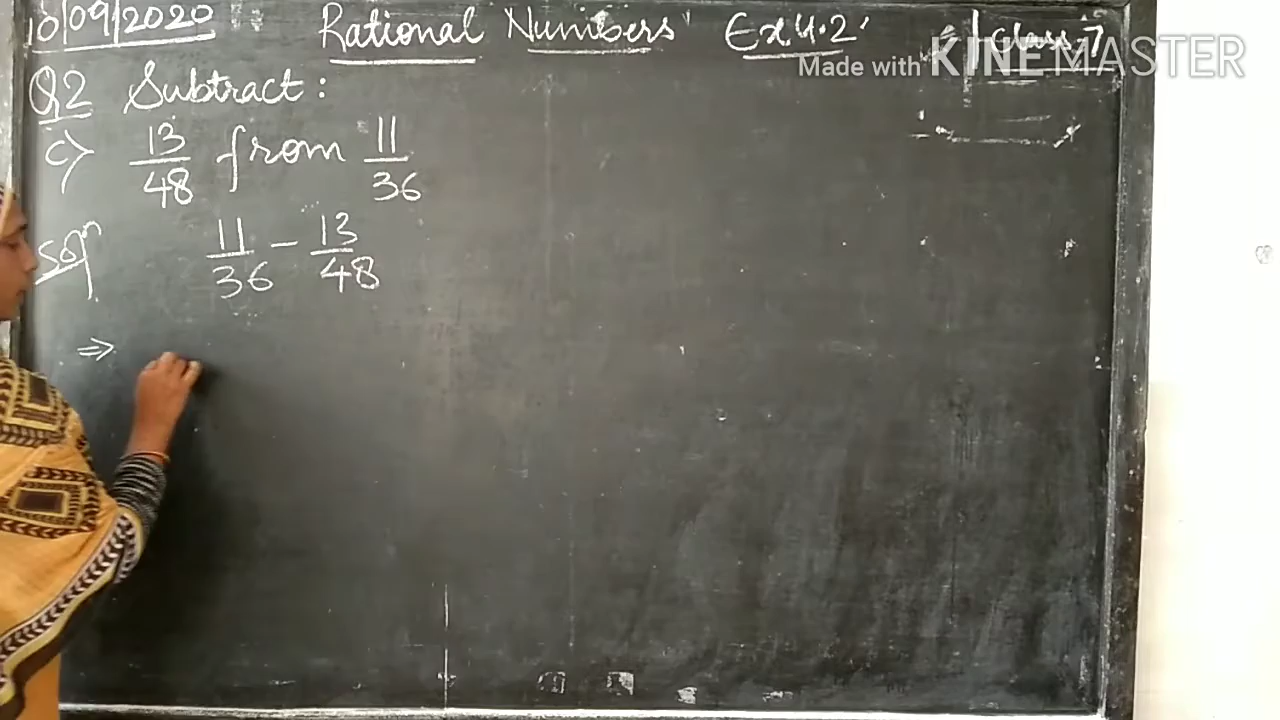 10/09/2020 "Rational Numbers" Ex 4.2. Class 7
Made with KINEMASTER
Q2 Subtract:
c> 13/48 from 11/36
Solⁿ 11/36 - 13/48
⇒